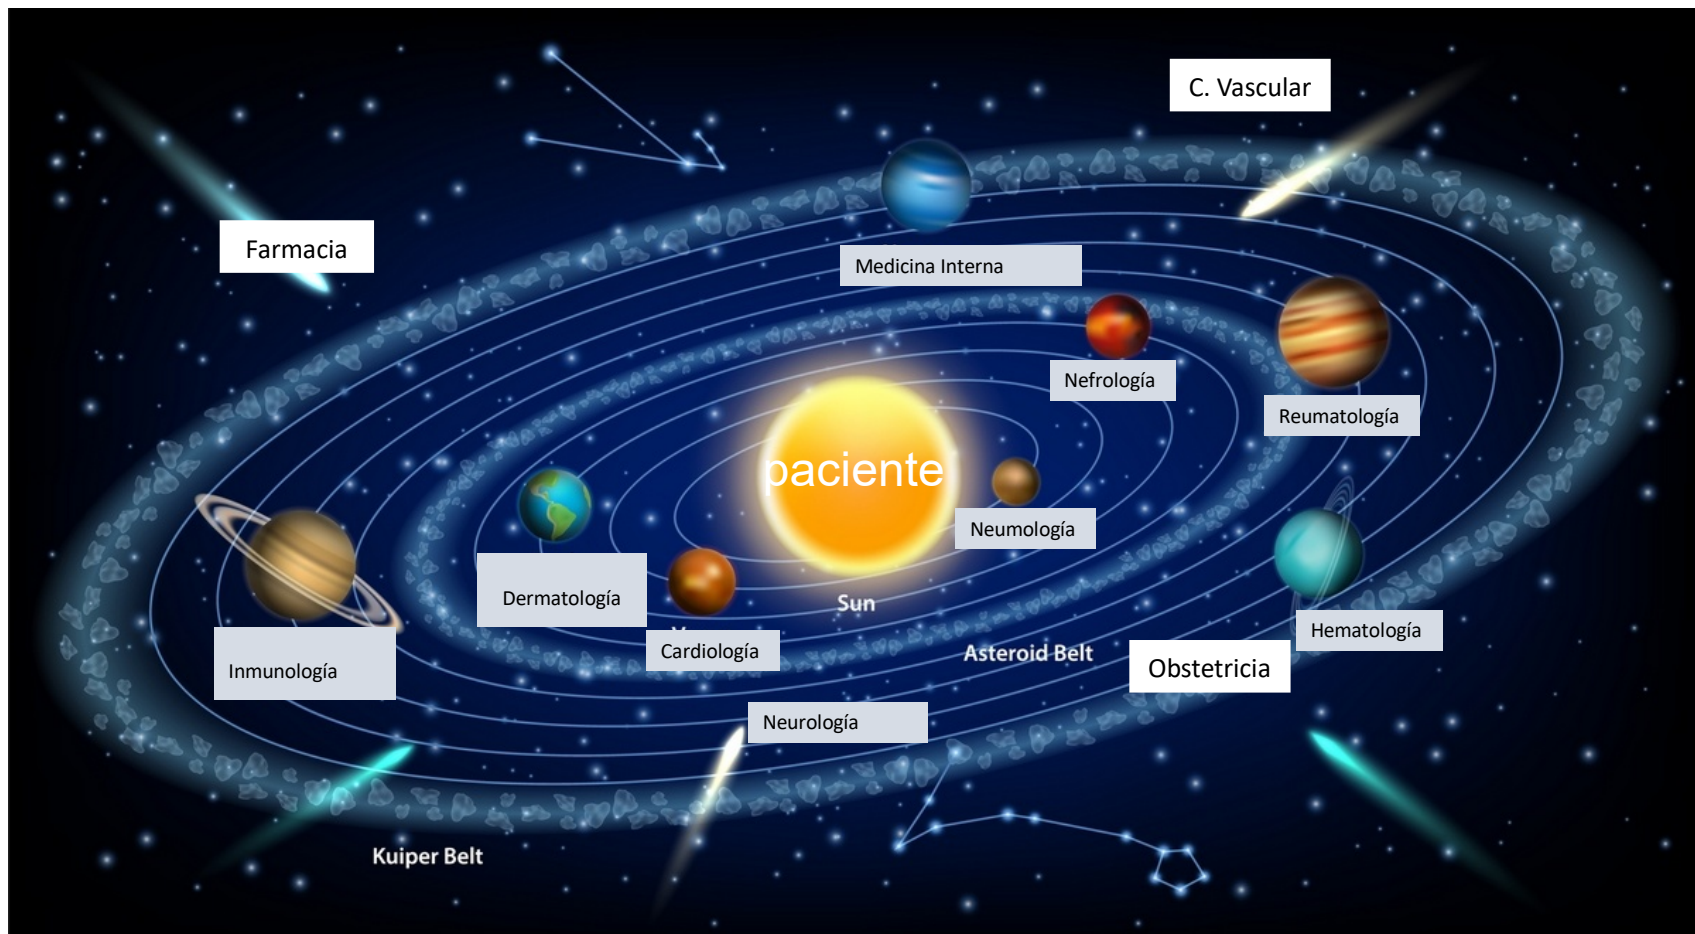 C. Vascular
Farmacia
Medicina Interna
Nefrología
Reumatología
paciente
Neumología
Dermatología
Sun
Hematología
Cardiología
Asteroid Belt
Obstetricia
Inmunología
Neurología
Kuiper Belt